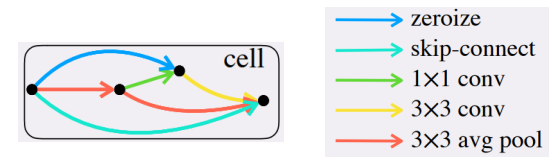 cell
zeroize
skip-connect
1×1 conv
3×3 conv
3×3 avg pool